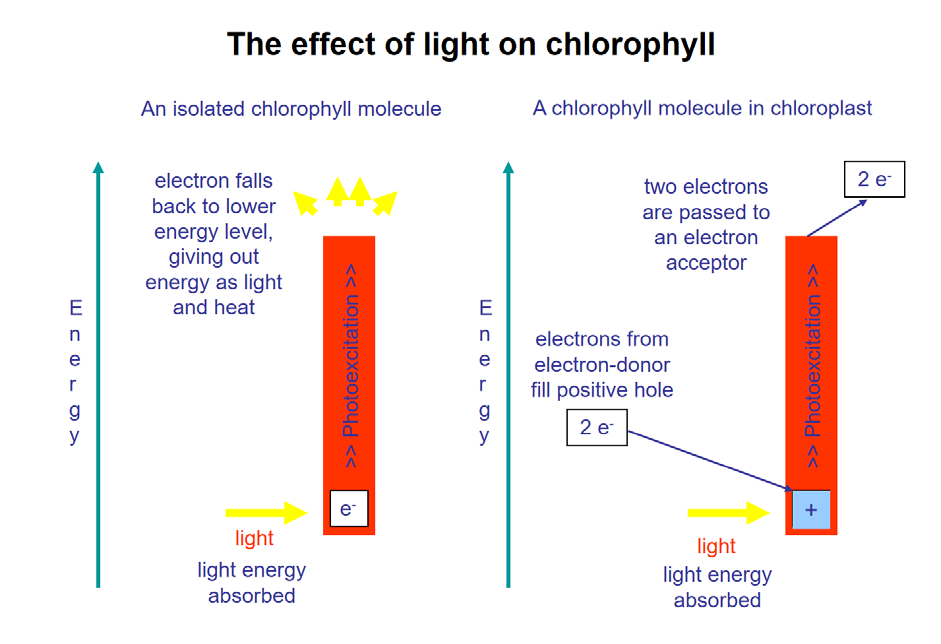 The effect of light on chlorophyll
An isolated chlorophyll molecule
electron falls
back to lower
energy level,
giving out
energy as light
and heat
Energy
>> Photoexcitation >>
e-
light
light energy
absorbed
A chlorophyll molecule in chloroplast
2 e-
two electrons
are passed to
an electron
acceptor
Energy
electrons from
electron-donor
fill positive hole
2 e-
>> Photoexcitation >>
+
light
light energy
absorbed